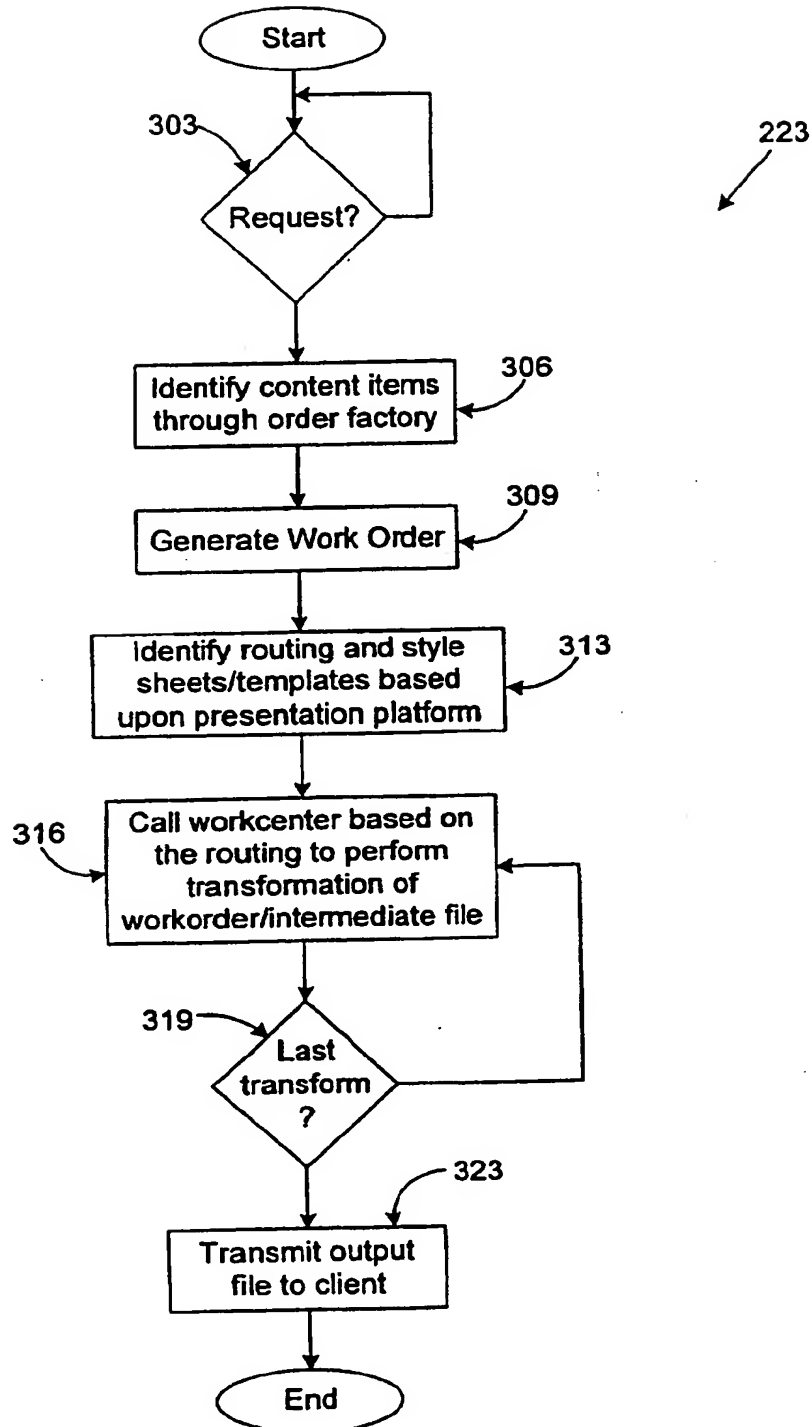 Start
303
223
Request?
306
Identify content items
through order factory
309
Generate Work Order
313
Identify routing and style
sheets/templates based
upon presentation platform
316
Call workcenter based on
the routing to perform
transformation of
workorder/intermediate file
319
Last
transform
?
323
Transmit output
file to client
End